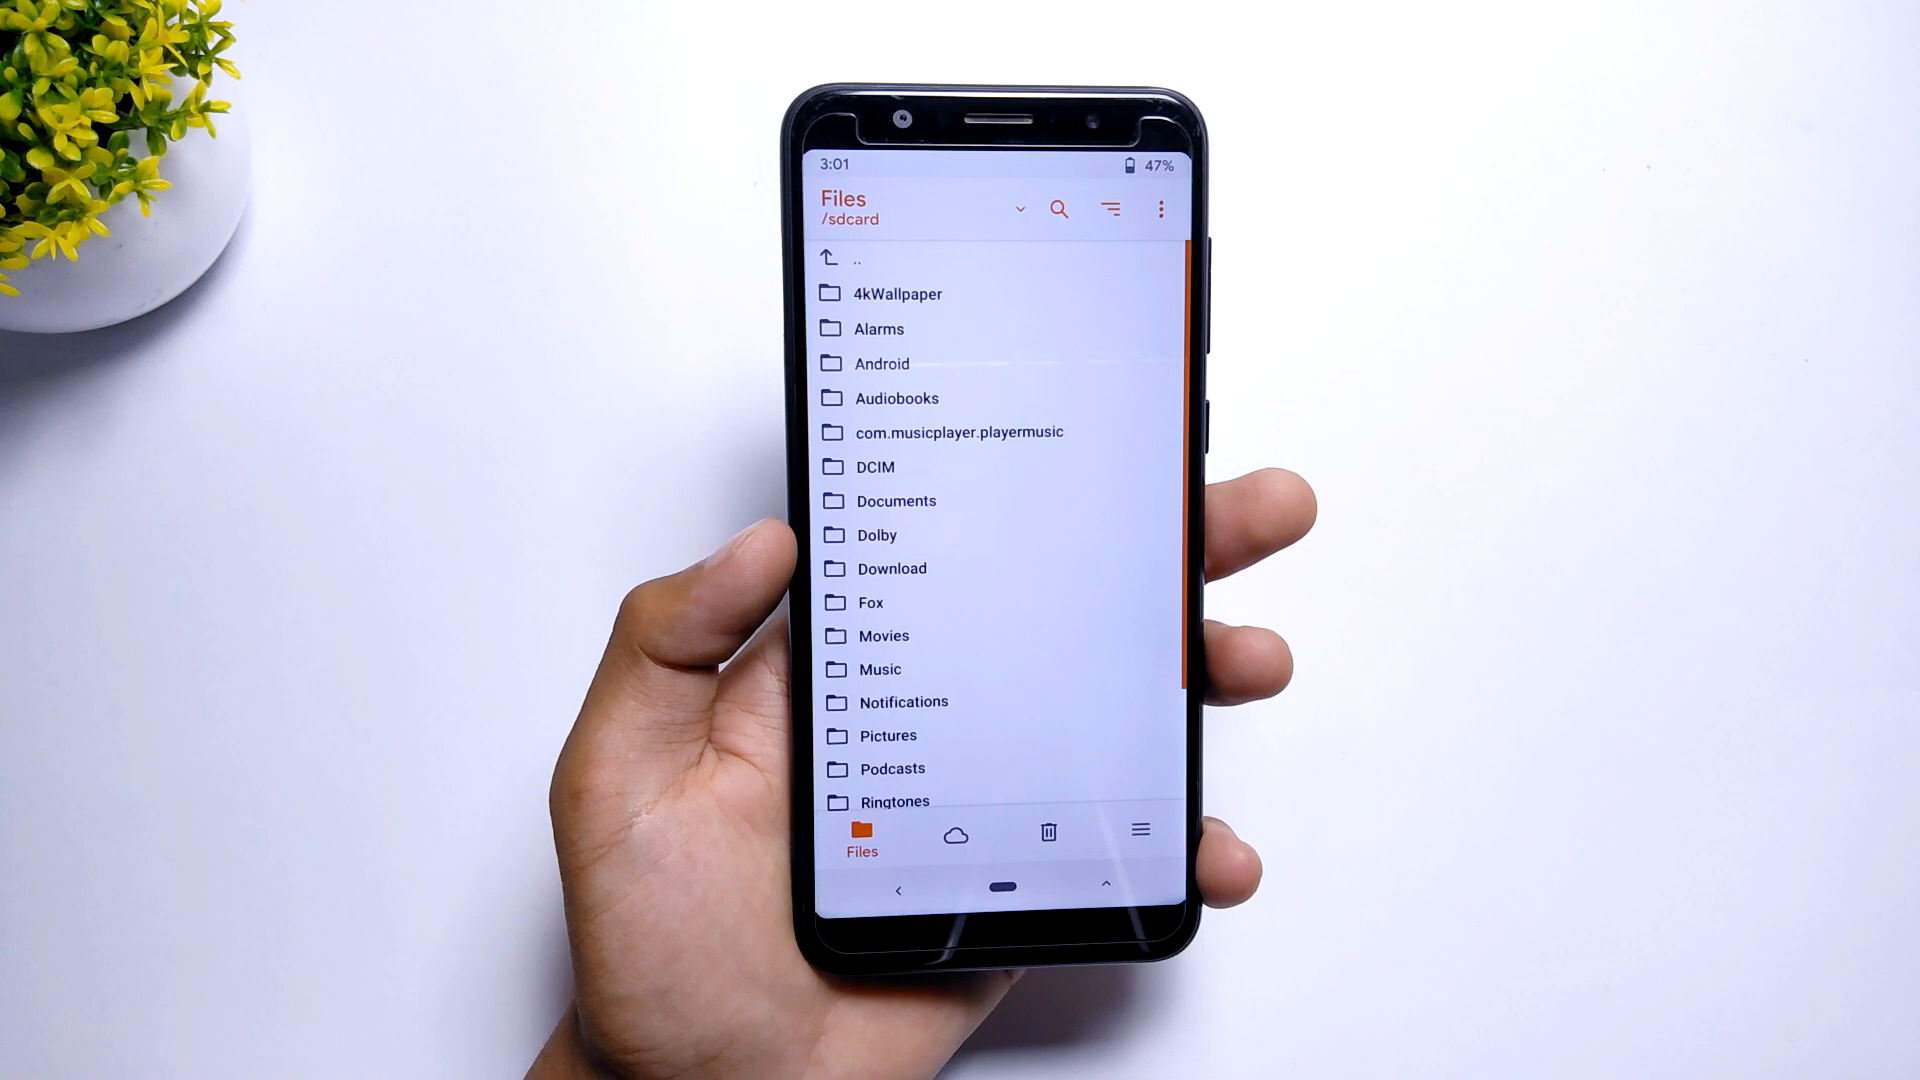 3:01
47%
Files
/sdcard
..
4kWallpaper
Alarms
Android
Audiobooks
com.musicplayer.playermusic
DCIM
Documents
Dolby
Download
Fox
Movies
Music
Notifications
Pictures
Podcasts
Ringtones
Files